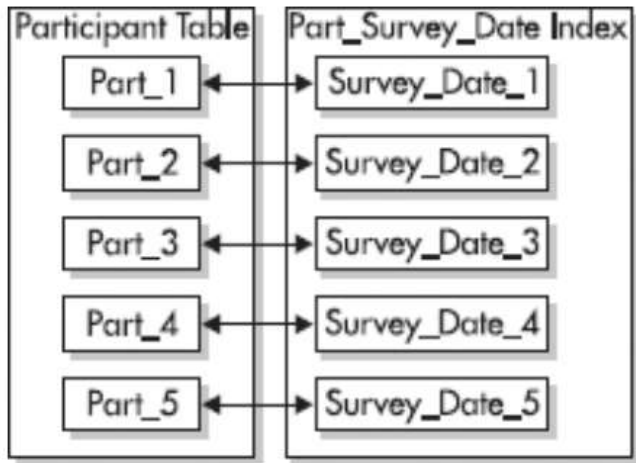 Participant Table
Part_Survey_Date Index
Part_1
Survey_Date_1
Part_2
Survey_Date_2
Part_3
Survey_Date_3
Part_4
Survey_Date_4
Part_5
Survey_Date_5